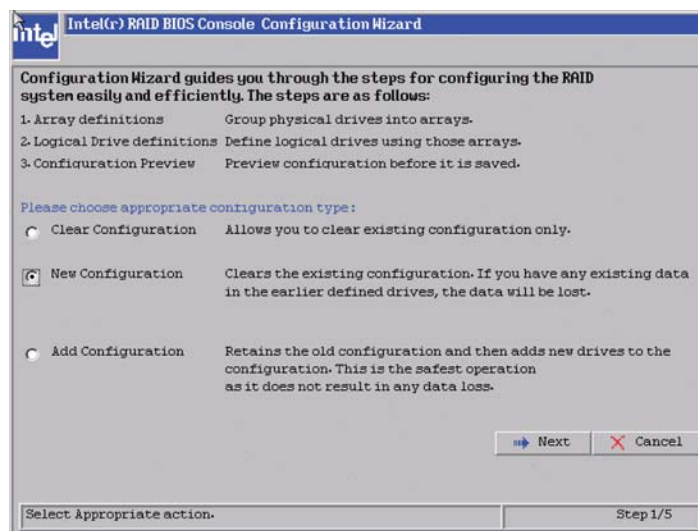 intel
Intel(r) RAID BIOS Console Configuration Wizard
Configuration Wizard guides you through the steps for configuring the RAID
system easily and efficiently. The steps are as follows:
1. Array definitions Group physical drives into arrays.
2. Logical Drive definitions Define logical drives using those arrays.
3. Configuration Preview Preview configuration before it is saved.
Please choose appropriate configuration type:
Clear Configuration Allows you to clear existing configuration only.
New Configuration Clears the existing configuration. If you have any existing data
in the earlier defined drives, the data will be lost.
Add Configuration Retains the old configuration and then adds new drives to the
configuration. This is the safest operation
as it does not result in any data loss.
Next Cancel
Select Appropriate action. Step 1/5